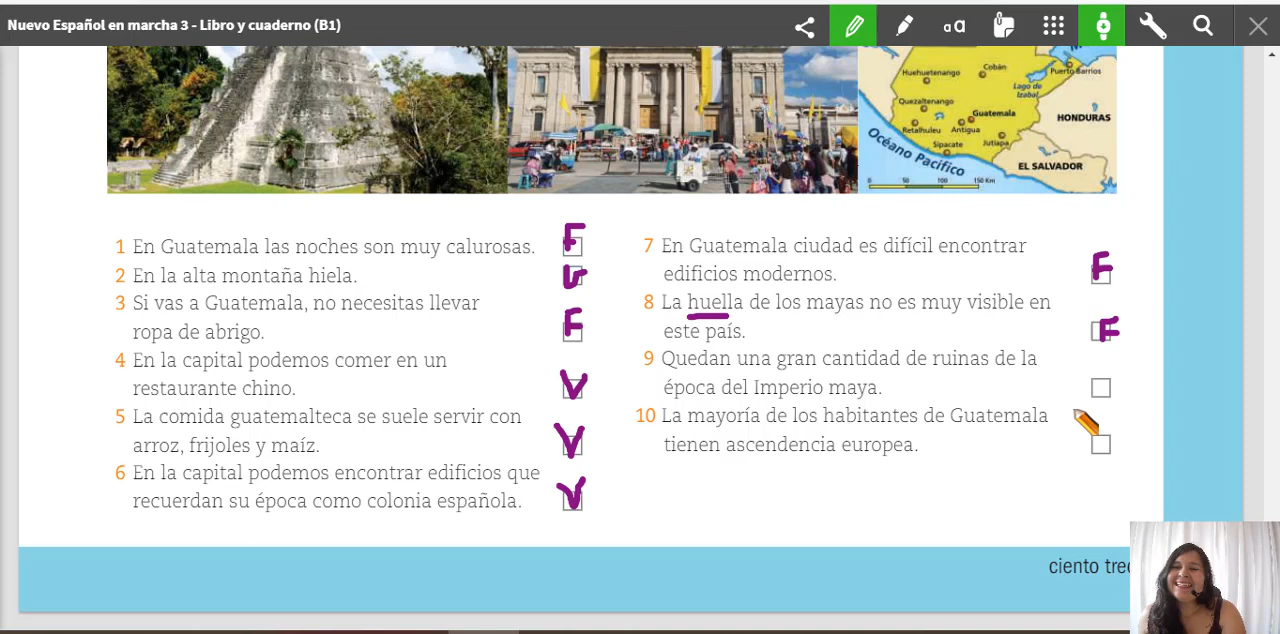 Nuevo Español en marcha 3 - Libro y cuaderno (B1)
aA
Huehuetenango
Cobán
Puerto Barrios
Lago de
Izabal
Quezaltenango
Guatemala
HONDURAS
Retalhuleu
Antigua
Sipacate
Jutiapa
Océano Pacífico
EL SALVADOR
0 50 100 150 Km
1 En Guatemala las noches son muy calurosas. F
2 En la alta montaña hiela. V
3 Si vas a Guatemala, no necesitas llevar
ropa de abrigo. F
4 En la capital podemos comer en un
restaurante chino. V
5 La comida guatemalteca se suele servir con
arroz, frijoles y maíz. V
6 En la capital podemos encontrar edificios que
recuerdan su época como colonia española. V
7 En Guatemala ciudad es difícil encontrar
edificios modernos. F
8 La huella de los mayas no es muy visible en
este país. F
9 Quedan una gran cantidad de ruinas de la
época del Imperio maya.
10 La mayoría de los habitantes de Guatemala
tienen ascendencia europea.
ciento trec